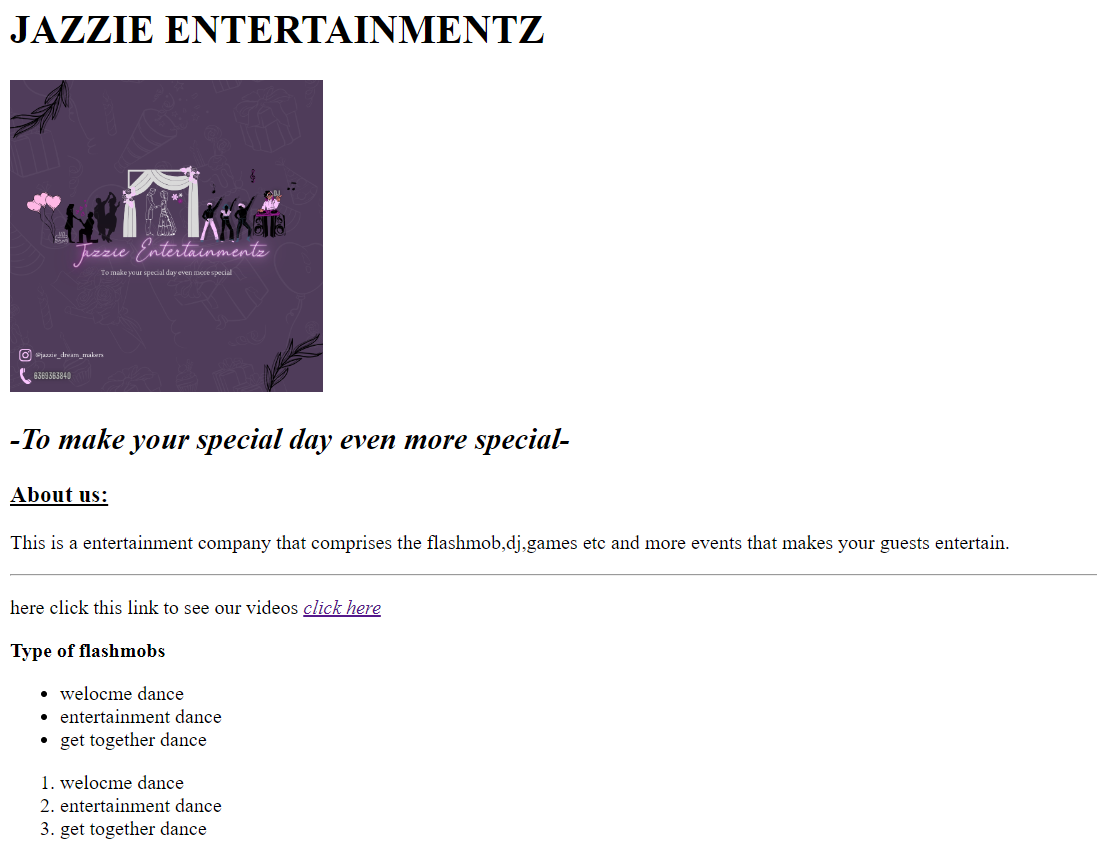 JAZZIE ENTERTAINMENTZ
Jazzie Entertainmentz
To make your special day even more special
@jazzie_dream_makers
6369363840
-To make your special day even more special-
About us:
This is a entertainment company that comprises the flashmob,dj,games etc and more events that makes your guests entertain.
here click this link to see our videos click here
Type of flashmobs
• welocme dance
• entertainment dance
• get together dance
1. welocme dance
2. entertainment dance
3. get together dance